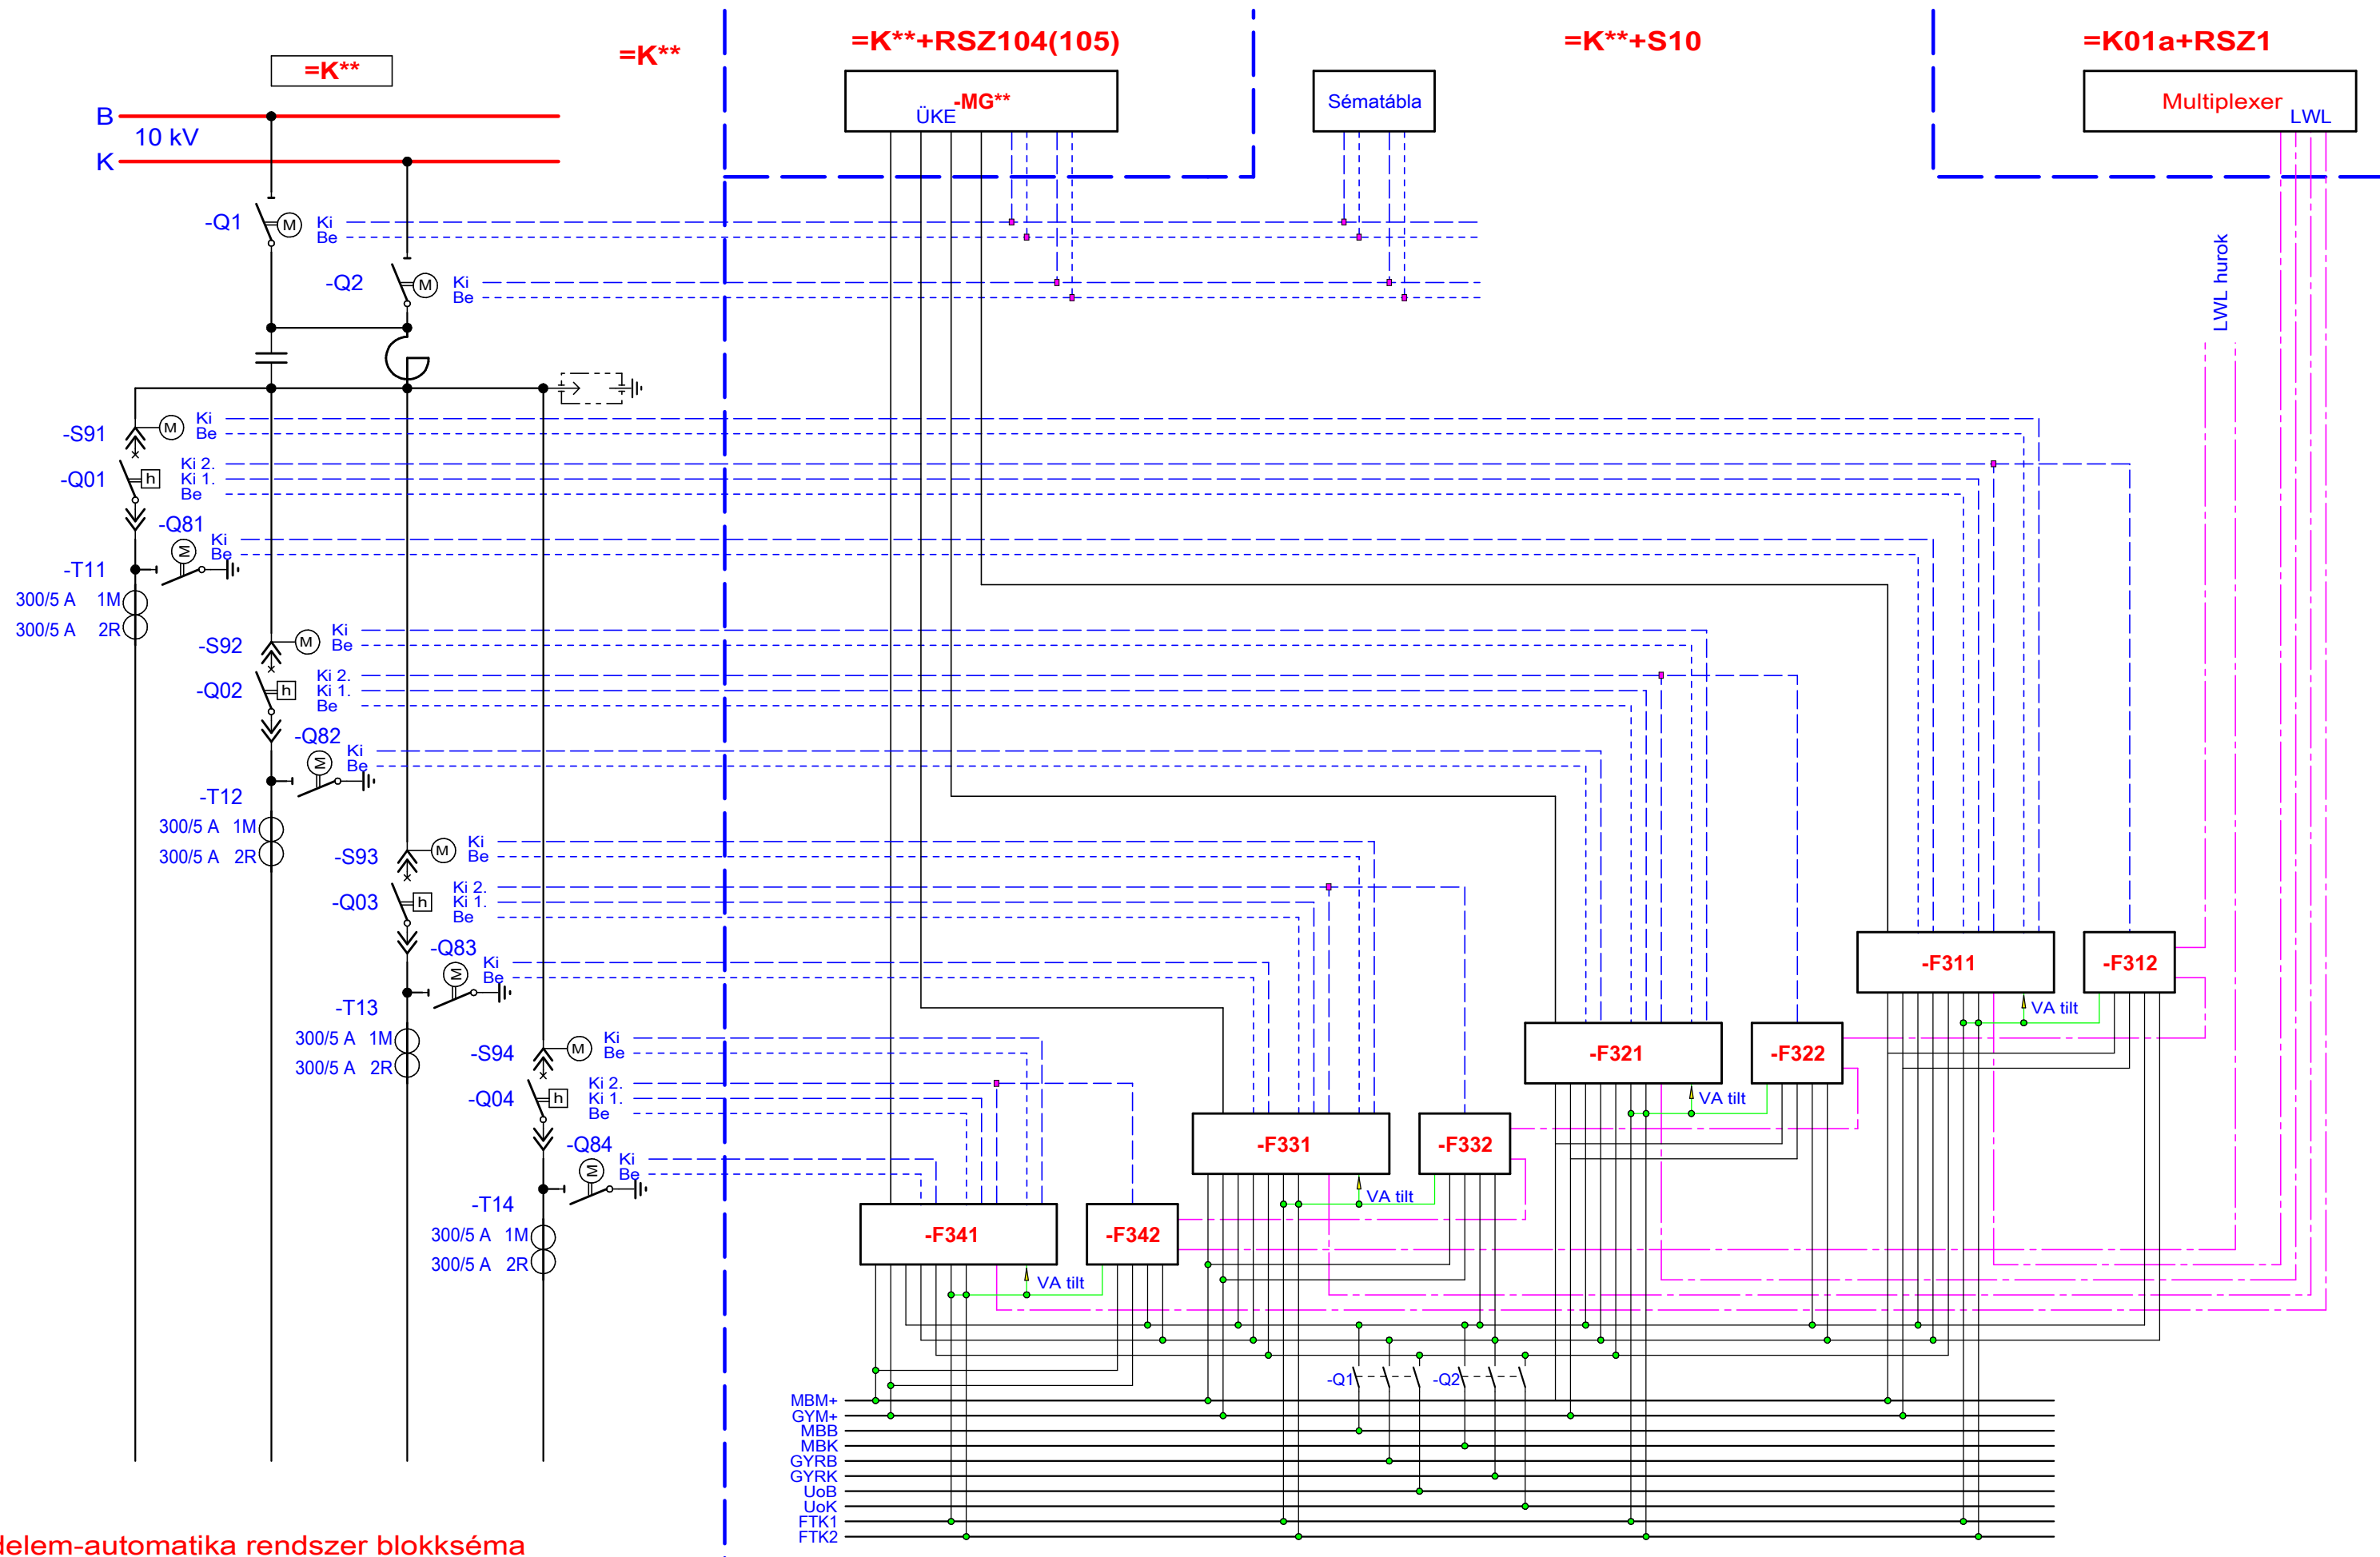 =K**
=K**
=K**+RSZ104(105)
=K**+S10
=K01a+RSZ1
-MG**
ÜKE
Sématábla
Multiplexer
LWL
B
10 kV
K
-Q1
M
Ki
Be
-Q2
M
Ki
Be
LWL hurok
-S91
M
Ki
Be
-Q01
h
Ki 2.
Ki 1.
Be
-Q81
M
Ki
Be
-T11
300/5 A 1M
300/5 A 2R
-S92
M
Ki
Be
-Q02
h
Ki 2.
Ki 1.
Be
-Q82
M
Ki
Be
-T12
300/5 A 1M
300/5 A 2R
-S93
M
Ki
Be
-Q03
h
Ki 2.
Ki 1.
Be
-Q83
M
Ki
Be
-T13
300/5 A 1M
300/5 A 2R
-S94
M
Ki
Be
-Q04
h
Ki 2.
Ki 1.
Be
-Q84
M
Ki
Be
-T14
300/5 A 1M
300/5 A 2R
-F311
-F312
VA tilt
-F321
-F322
VA tilt
-F331
-F332
VA tilt
-F341
-F342
VA tilt
-Q1
-Q2
MBM+
GYM+
MBB
MBK
GYRB
GYRK
UoB
UoK
FTK1
FTK2
delem-automatika rendszer blokkséma